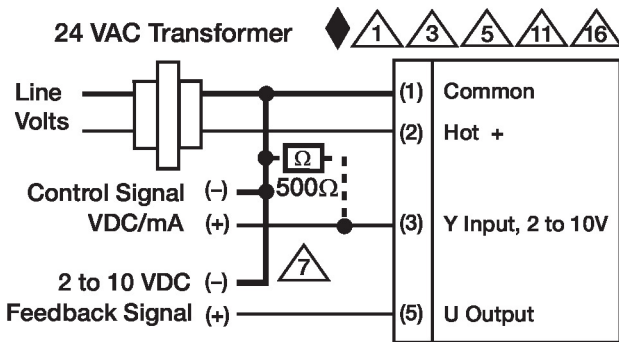 24 VAC Transformer
1 3 5 11 16
Line
Volts
(1) Common
(2) Hot +
Ω
500Ω
Control Signal (-)
VDC/mA (+)
(3) Y Input, 2 to 10V
7
2 to 10 VDC (-)
Feedback Signal (+)
(5) U Output